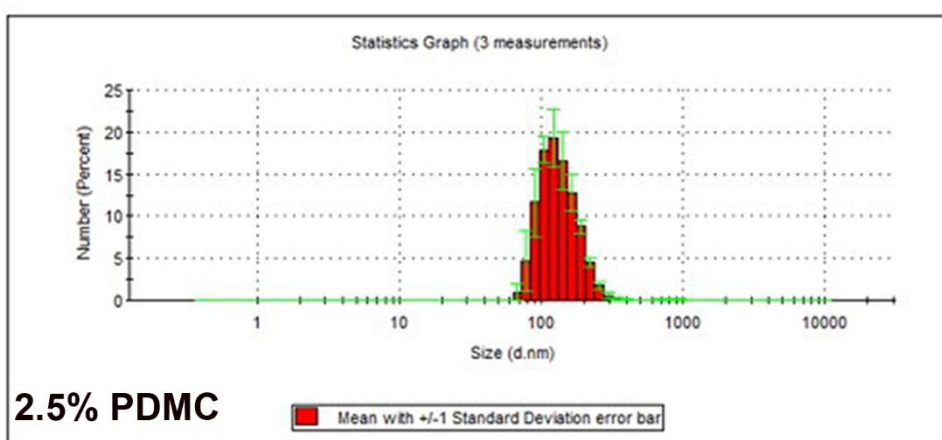 Statistics Graph (3 measurements)
25
20
15
10
5
0
Number (Percent)
1 10 100 1000 10000
Size (d.nm)
2.5% PDMC
Mean with +/-1 Standard Deviation error bar